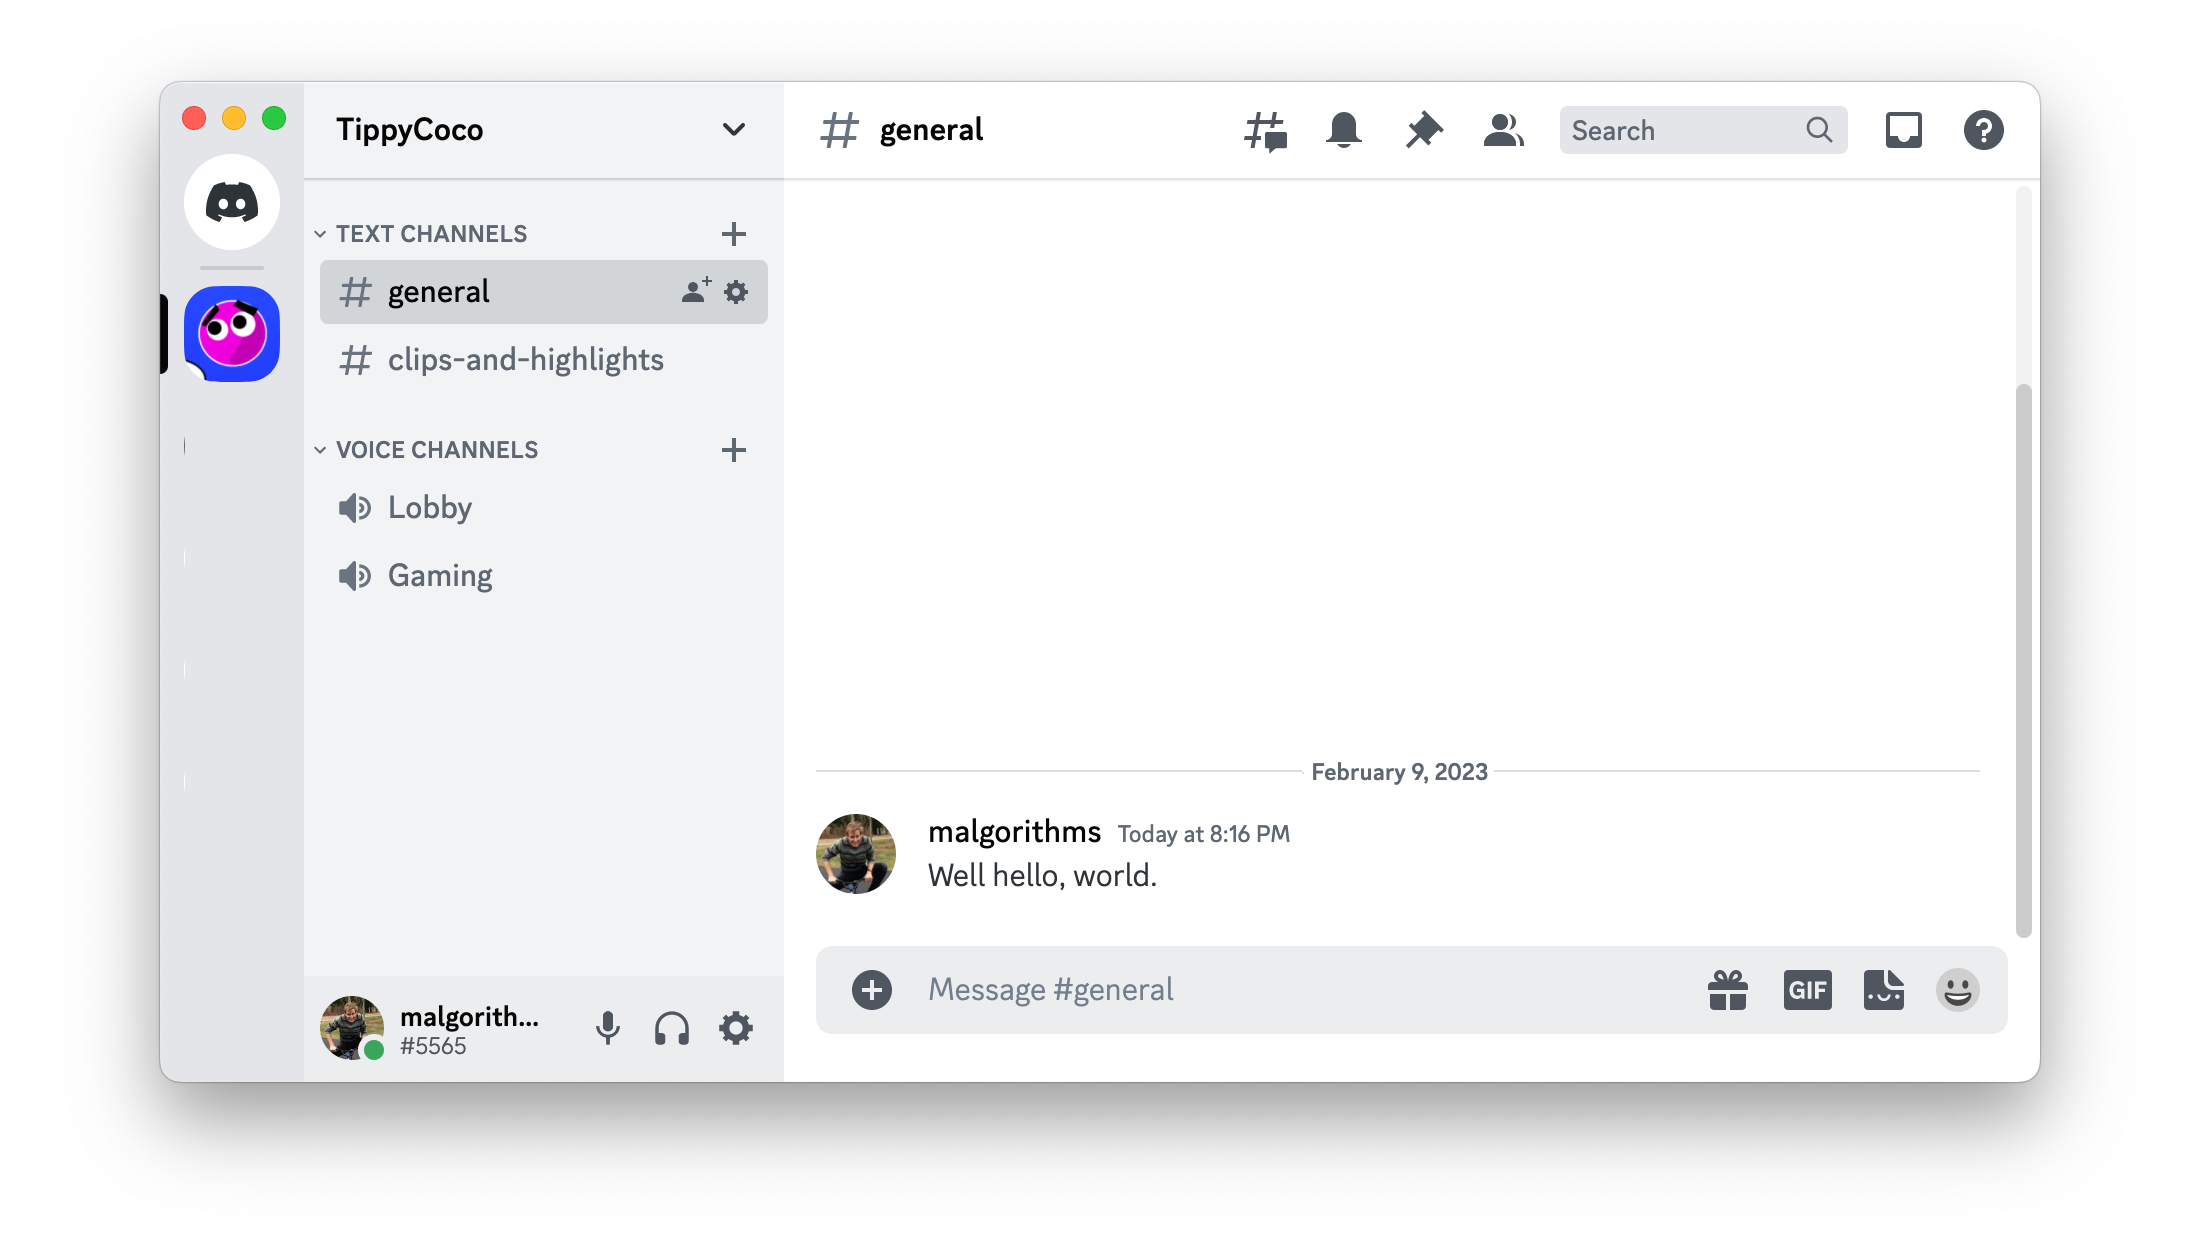 TippyCoco
TEXT CHANNELS
general
clips-and-highlights
VOICE CHANNELS
Lobby
Gaming
malgorith...
#5565
# general
Search
February 9, 2023
malgorithms Today at 8:16 PM
Well hello, world.
Message #general
GIF